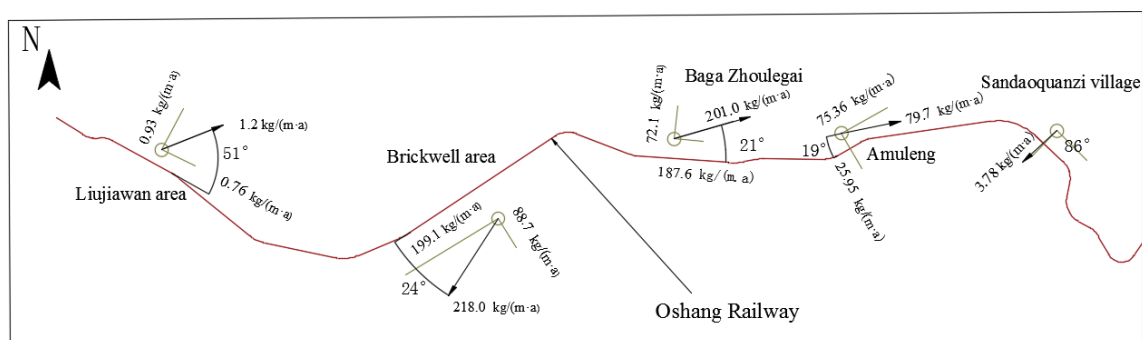 N
0.93 kg/(m·a)
1.2 kg/(m·a)
51°
0.76 kg/(m·a)
Liujiawan area
Brickwell area
199.1 kg/(m·a)
88.7 kg/(m·a)
24°
218.0 kg/(m·a)
Oshang Railway
Baga Zhoulegai
72.1 kg/(m·a)
201.0 kg/(m·a)
21°
187.6 kg/(m.a)
75.36 kg/(m·a)
79.7 kg/(m·a)
19°
Amuleng
25.95 kg/(m·a)
Sandaoquanzi village
86°
3.78 kg/(m·a)